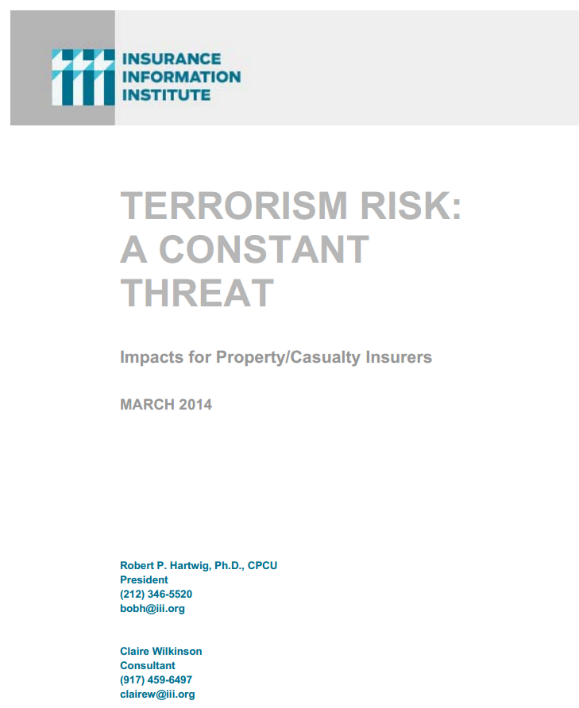 INSURANCE
INFORMATION
INSTITUTE
TERRORISM RISK:
A CONSTANT
THREAT
Impacts for Property/Casualty Insurers
MARCH 2014
Robert P. Hartwig, Ph.D., CPCU
President
(212) 346-5520
bobh@iii.org
Claire Wilkinson
Consultant
(917) 459-6497
clairew@iii.org